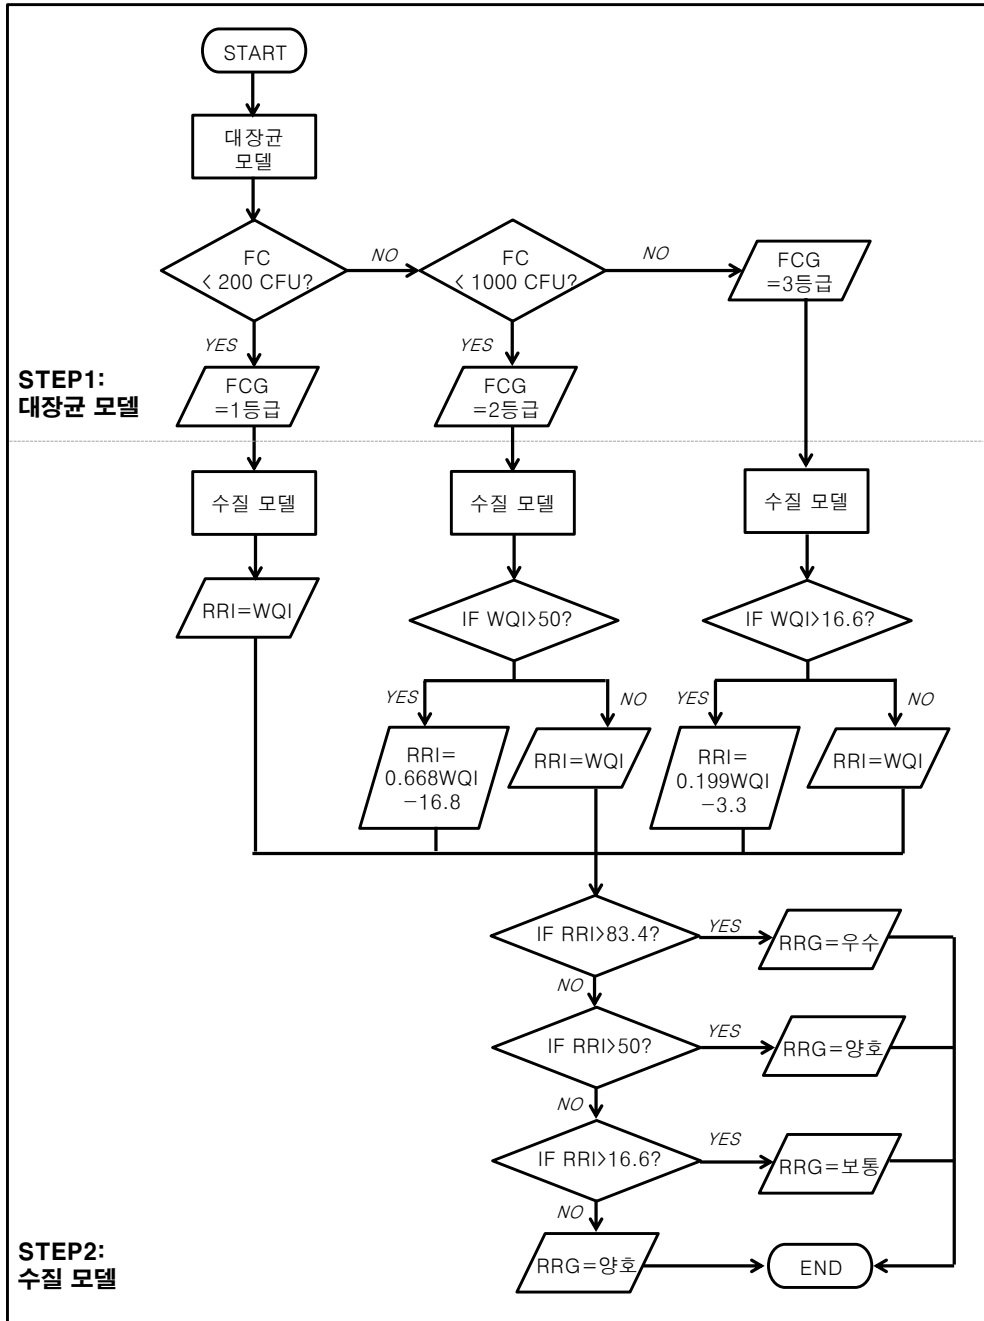 START
대장균
모델
FC
< 200 CFU?
NO
FC
< 1000 CFU?
NO
FCG
=3등급
YES
YES
STEP1:
대장균 모델
FCG
=1등급
FCG
=2등급
수질 모델
수질 모델
수질 모델
RRI=WQI
IF WQI>50?
IF WQI>16.6?
YES
NO
YES
NO
RRI=
0.668WQI
-16.8
RRI=WQI
RRI=
0.199WQI
-3.3
RRI=WQI
IF RRI>83.4?
YES
RRG=우수
NO
IF RRI>50?
YES
RRG=양호
NO
IF RRI>16.6?
YES
RRG=보통
NO
STEP2:
수질 모델
RRG=양호
END